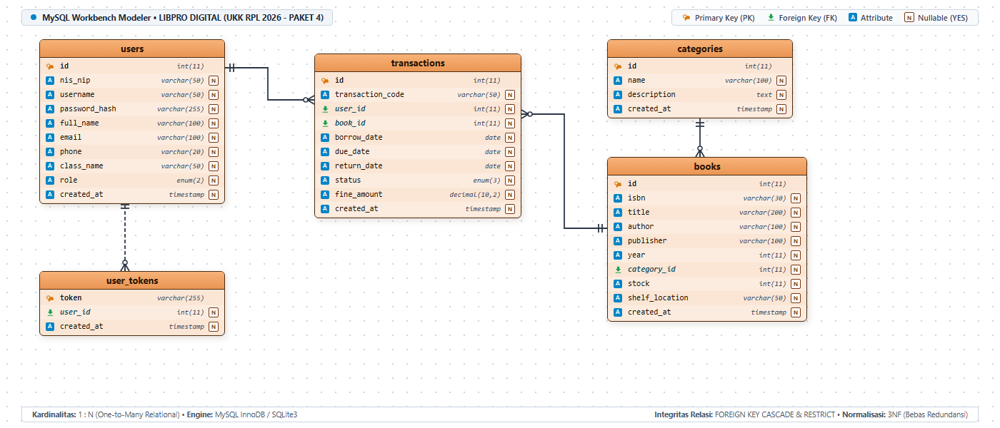 MySQL Workbench Modeler • LIBPRO DIGITAL (UKK RPL 2026 - PAKET 4)
Primary Key (PK) Foreign Key (FK) A Attribute N Nullable (YES)
users
id int(11)
A nis_nip varchar(50) N
A username varchar(50) N
A password_hash varchar(255) N
A full_name varchar(100) N
A email varchar(100) N
A phone varchar(20) N
A class_name varchar(50) N
A role enum(2) N
A created_at timestamp N
transactions
id int(11)
A transaction_code varchar(50) N
user_id int(11) N
book_id int(11) N
A borrow_date date N
A due_date date N
A return_date date N
A status enum(3) N
A fine_amount decimal(10,2) N
A created_at timestamp N
categories
id int(11)
A name varchar(100) N
A description text N
A created_at timestamp N
books
id int(11)
A isbn varchar(30) N
A title varchar(200) N
A author varchar(100) N
A publisher varchar(100) N
A year int(11) N
category_id int(11) N
A stock int(11) N
A shelf_location varchar(50) N
A created_at timestamp N
user_tokens
token varchar(255)
user_id int(11) N
A created_at timestamp N
Kardinalitas: 1 : N (One-to-Many Relational) • Engine: MySQL InnoDB / SQLite3
Integritas Relasi: FOREIGN KEY CASCADE & RESTRICT • Normalisasi: 3NF (Bebas Redundansi)